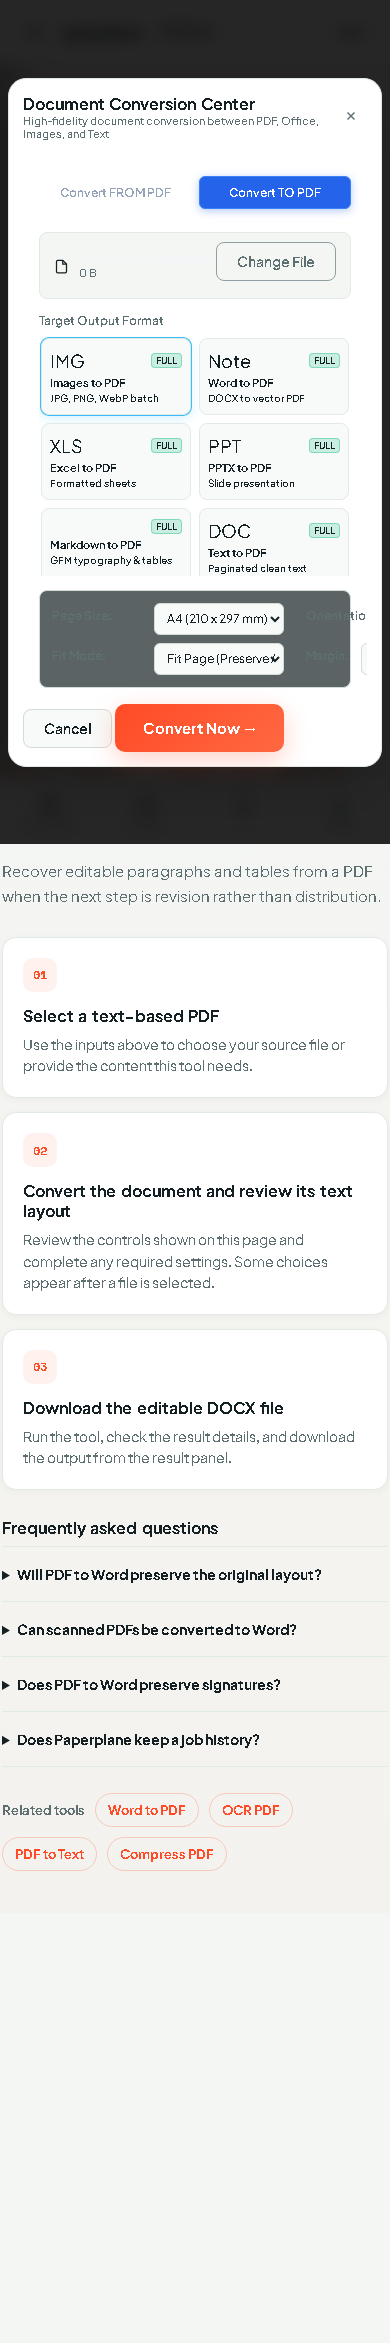 Document Conversion Center
High-fidelity document conversion between PDF, Office,
Images, and Text
×
Convert FROM PDF
Convert TO PDF
0 B
Change File
Target Output Format
IMG
FULL
Images to PDF
JPG, PNG, WebP batch
Note
FULL
Word to PDF
DOCX to vector PDF
XLS
FULL
Excel to PDF
Formatted sheets
PPT
FULL
PPTX to PDF
Slide presentation
FULL
Markdown to PDF
GFM typography & tables
DOC
FULL
Text to PDF
Paginated clean text
Page Size:
A4 (210 x 297 mm)
Orientatio
Fit Mode:
Fit Page (Preserve
Margin:
Cancel
Convert Now →
Recover editable paragraphs and tables from a PDF
when the next step is revision rather than distribution.
01
Select a text-based PDF
Use the inputs above to choose your source file or
provide the content this tool needs.
02
Convert the document and review its text
layout
Review the controls shown on this page and
complete any required settings. Some choices
appear after a file is selected.
03
Download the editable DOCX file
Run the tool, check the result details, and download
the output from the result panel.
Frequently asked questions
Will PDF to Word preserve the original layout?
Can scanned PDFs be converted to Word?
Does PDF to Word preserve signatures?
Does Paperplane keep a job history?
Related tools
Word to PDF
OCR PDF
PDF to Text
Compress PDF